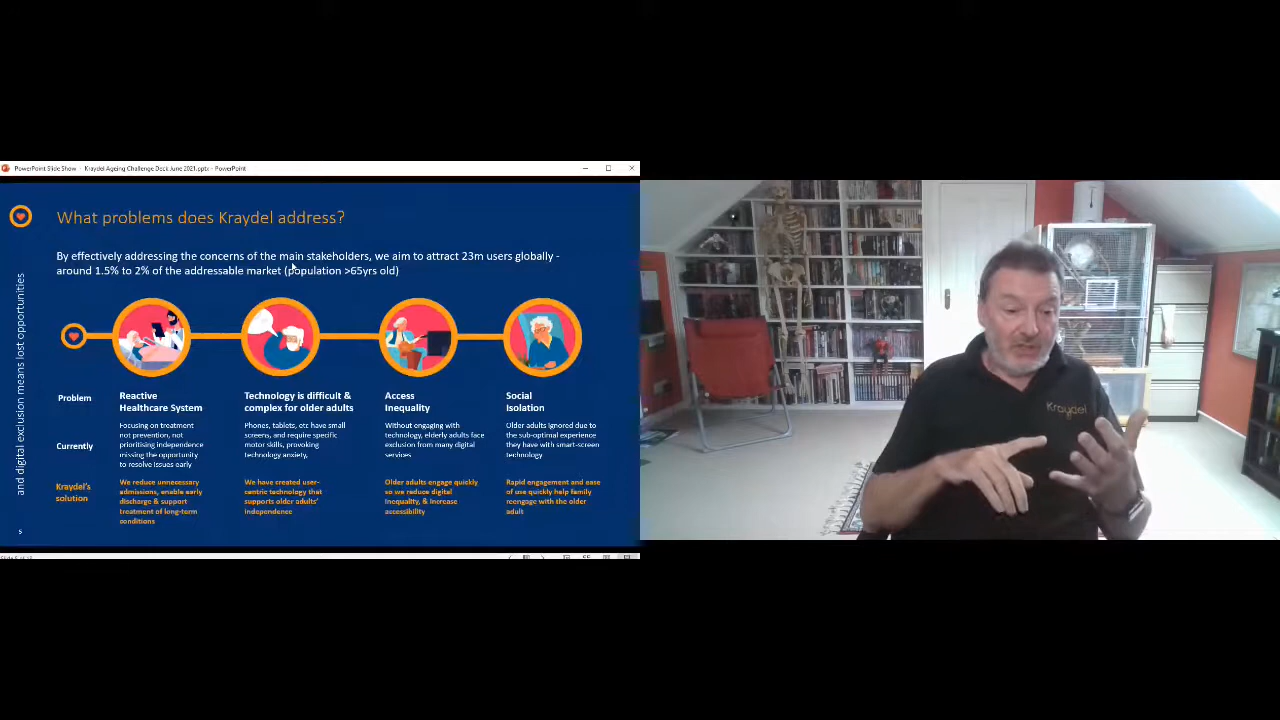 PowerPoint Slide Show - Kraydel Ageing Challenge Deck June 2021.pptx - PowerPoint
What problems does Kraydel address?
By effectively addressing the concerns of the main stakeholders, we aim to attract 23m users globally -
around 1.5% to 2% of the addressable market (population >65yrs old)
and digital exclusion means lost opportunities
Problem
Reactive
Healthcare System
Technology is difficult &
complex for older adults
Access
Inequality
Social
Isolation
Currently
Focusing on treatment
not prevention, not
prioritising independence
missing the opportunity
to resolve issues early
Phones, tablets, etc have small
screens, and require specific
motor skills, provoking
technology anxiety,
Without engaging with
technology, elderly adults face
exclusion from many digital
services
Older adults ignored due to
the sub-optimal experience
they have with smart-screen
technology
Kraydel's
solution
We reduce unnecessary
admissions, enable early
discharge & support
treatment of long-term
conditions
We have created user-
centric technology that
supports older adults'
independence
Older adults engage quickly
so we reduce digital
inequality, & increase
accessibility
Rapid engagement and ease
of use quickly help family
reengage with the older
adult
5
Kraydel